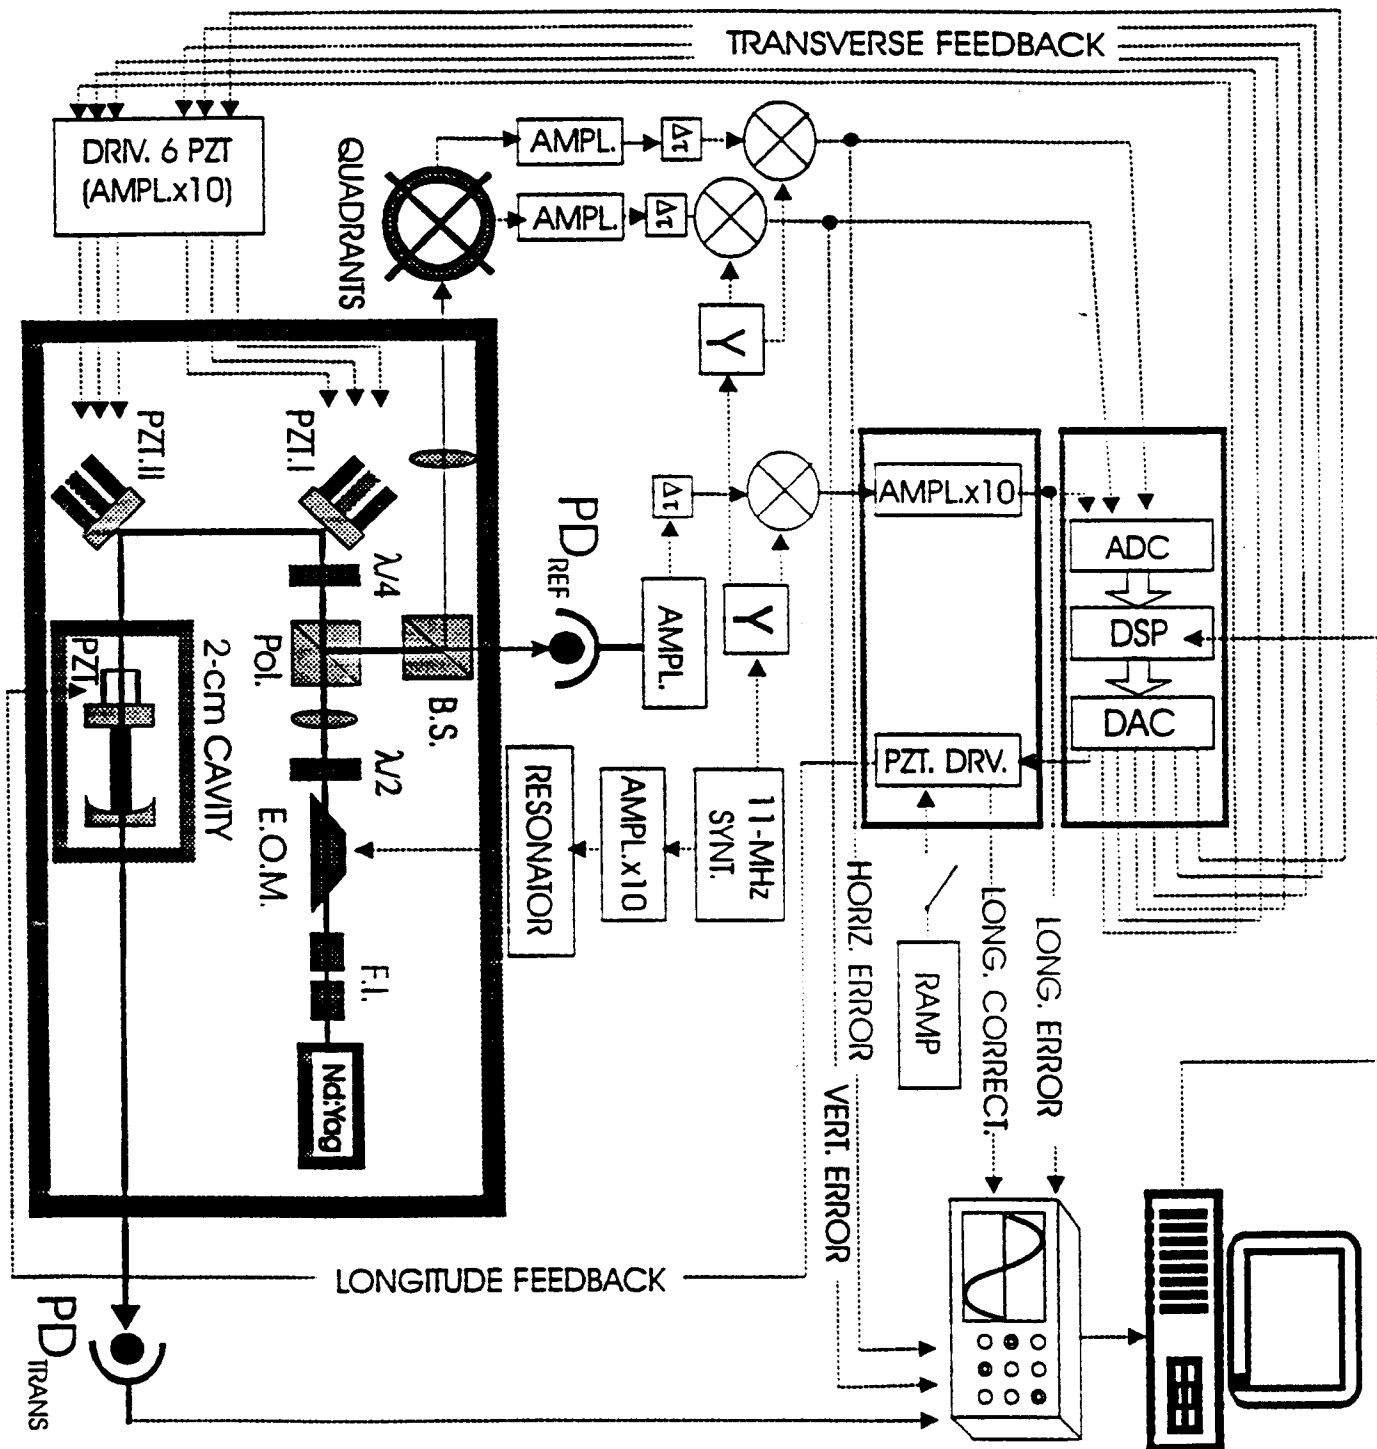 TRANSVERSE FEEDBACK
DRIV. 6 PZT
(AMPL.x10)
QUADRANTS
AMPL.
Δτ
AMPL.
Δτ
Y
PZT.II
PZT.I
λ/4
Pol.
B.S.
PD REF
Δτ
AMPL.
Y
AMPL.x10
ADC
DSP
DAC
PZT. DRV.
PZT.
2-cm CAVITY
λ/2
E.O.M.
F.I.
Nd:Yag
RESONATOR
AMPL.x10
11-MHz
SYNT.
HORIZ. ERROR
VERT. ERROR
RAMP
LONG. CORRECT.
LONG. ERROR
LONGITUDE FEEDBACK
PD TRANS